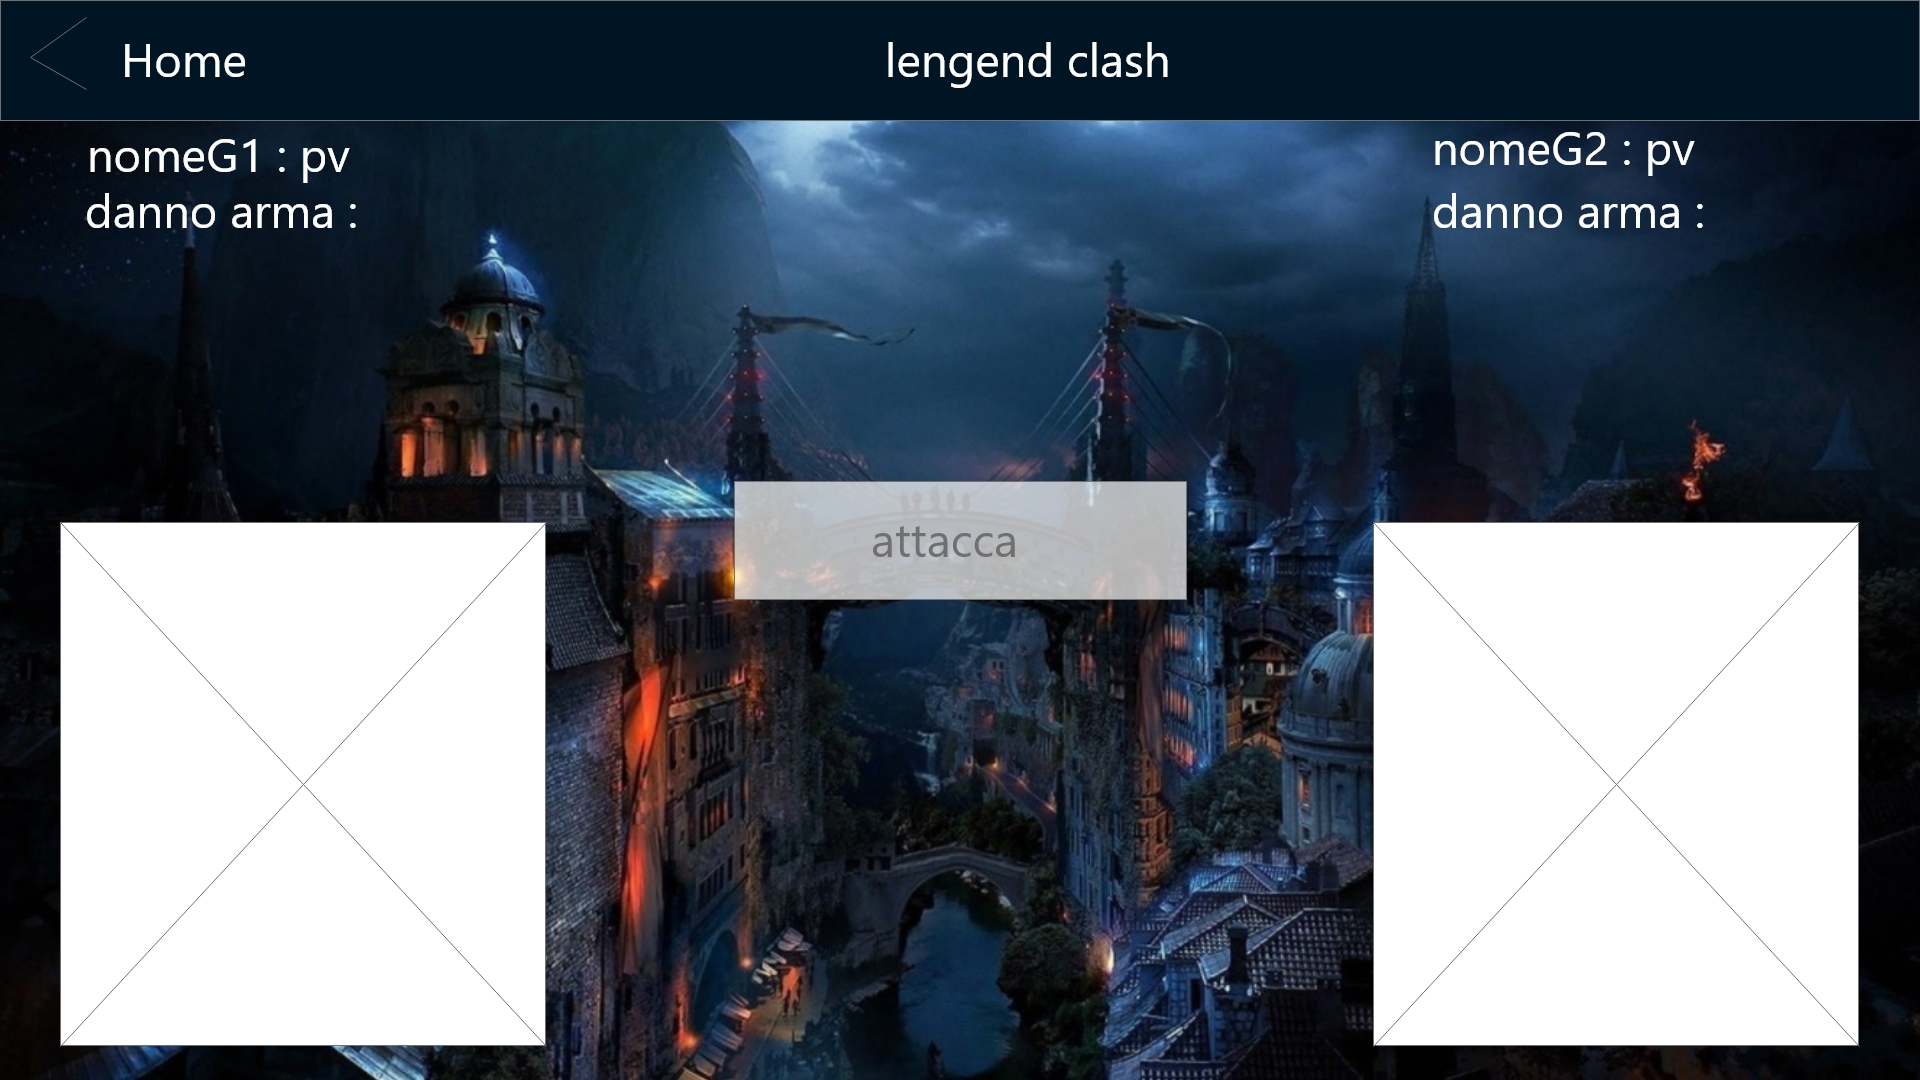 Home
lengend clash
nomeG1 : pv
danno arma :
nomeG2 : pv
danno arma :
attacca